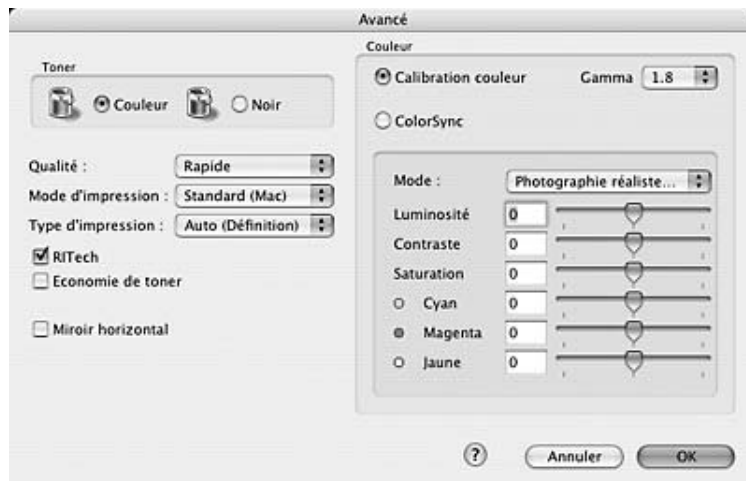 Avancé
Toner
Couleur
Noir
Qualité : Rapide
Mode d'impression : Standard (Mac)
Type d'impression : Auto (Définition)
RITech
Economie de toner
Miroir horizontal
Couleur
Calibration couleur Gamma 1.8
ColorSync
Mode : Photographie réaliste...
Luminosité 0
Contraste 0
Saturation 0
Cyan 0
Magenta 0
Jaune 0
? Annuler OK